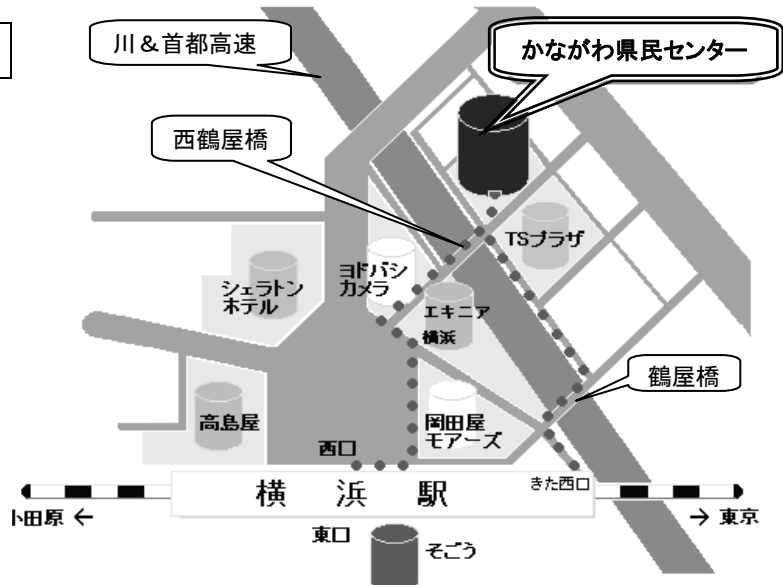 川＆首都高速
かながわ県民センター
西鶴屋橋
TSプラザ
ヨドバシ
カメラ
シェラトン
ホテル
エキニア
横浜
鶴屋橋
高島屋
岡田屋
モアーズ
西口
きた西口
横 浜 駅
田原 ←
→ 東京
東口
そごう